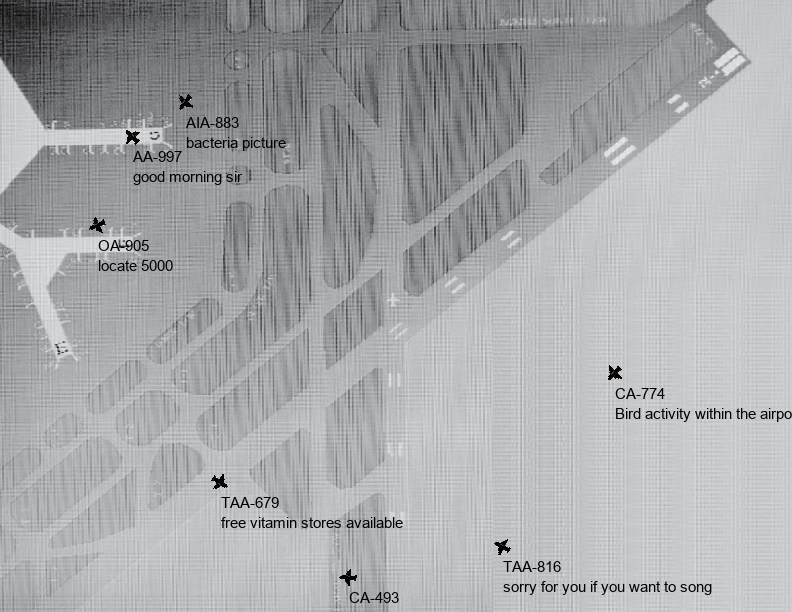 AIA-883
bacteria picture
AA-997
good morning sir
OA-905
locate 5000
CA-774
Bird activity within the airpo
TAA-679
free vitamin stores available
TAA-816
sorry for you if you want to song
CA-493